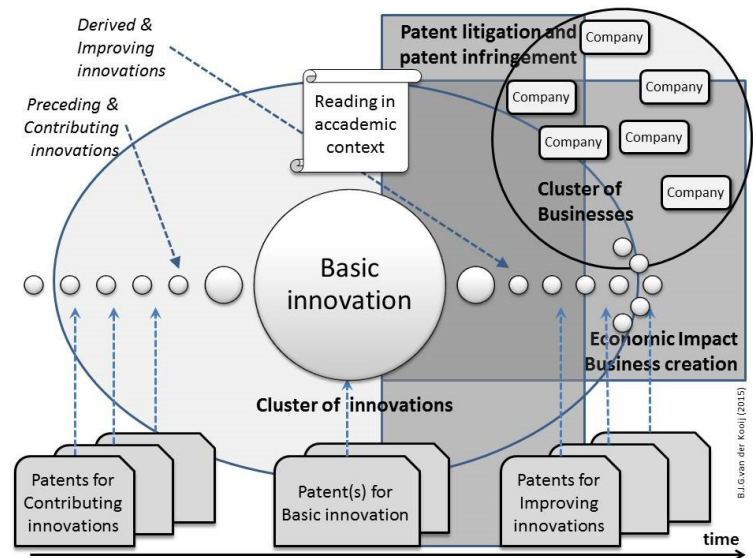 Derived &
Improving
innovations
Preceding &
Contributing
innovations
Reading in
accademic
context
Patent litigation and
patent infringement
Company
Company
Company
Company
Company
Company
Cluster of
Businesses
Basic
innovation
Economic Impact
Business creation
Cluster of innovations
Patents for
Contributing
innovations
Patent(s) for
Basic innovation
Patents for
Improving
innovations
B.J.G.van der Kooij (2015)
time